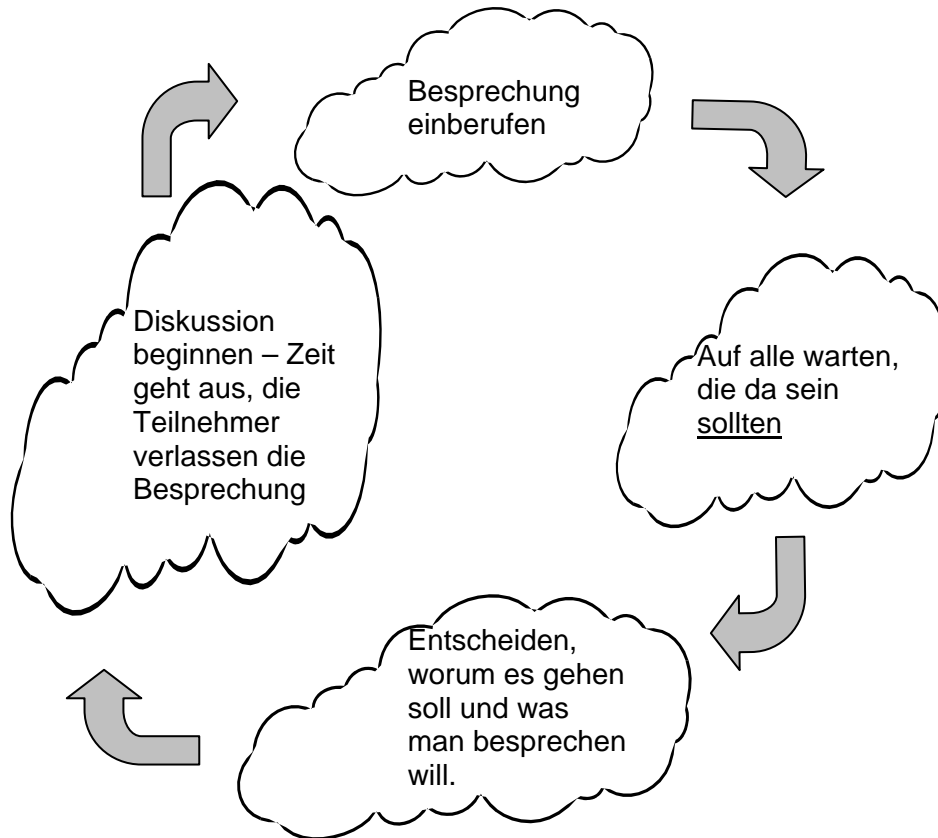 Besprechung
einberufen
Auf alle warten,
die da sein
sollten
Entscheiden,
worum es gehen
soll und was
man besprechen
will.
Diskussion
beginnen – Zeit
geht aus, die
Teilnehmer
verlassen die
Besprechung